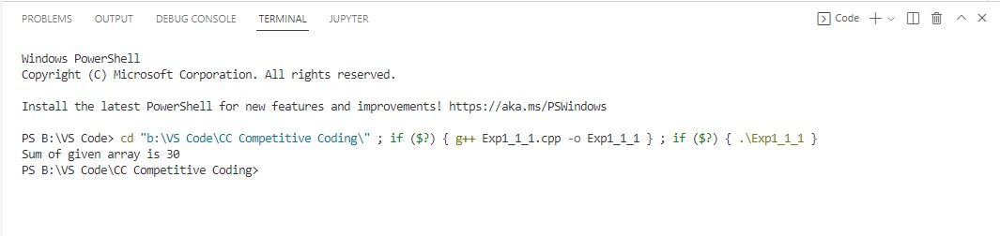 PROBLEMS OUTPUT DEBUG CONSOLE TERMINAL JUPYTER Code
Windows PowerShell
Copyright (C) Microsoft Corporation. All rights reserved.
Install the latest PowerShell for new features and improvements! https://aka.ms/PSWindows
PS B:\VS Code> cd "b:\VS Code\CC Competitive Coding\" ; if ($?) { g++ Exp1_1_1.cpp -o Exp1_1_1 } ; if ($?) { .\Exp1_1_1 }
Sum of given array is 30
PS B:\VS Code\CC Competitive Coding>